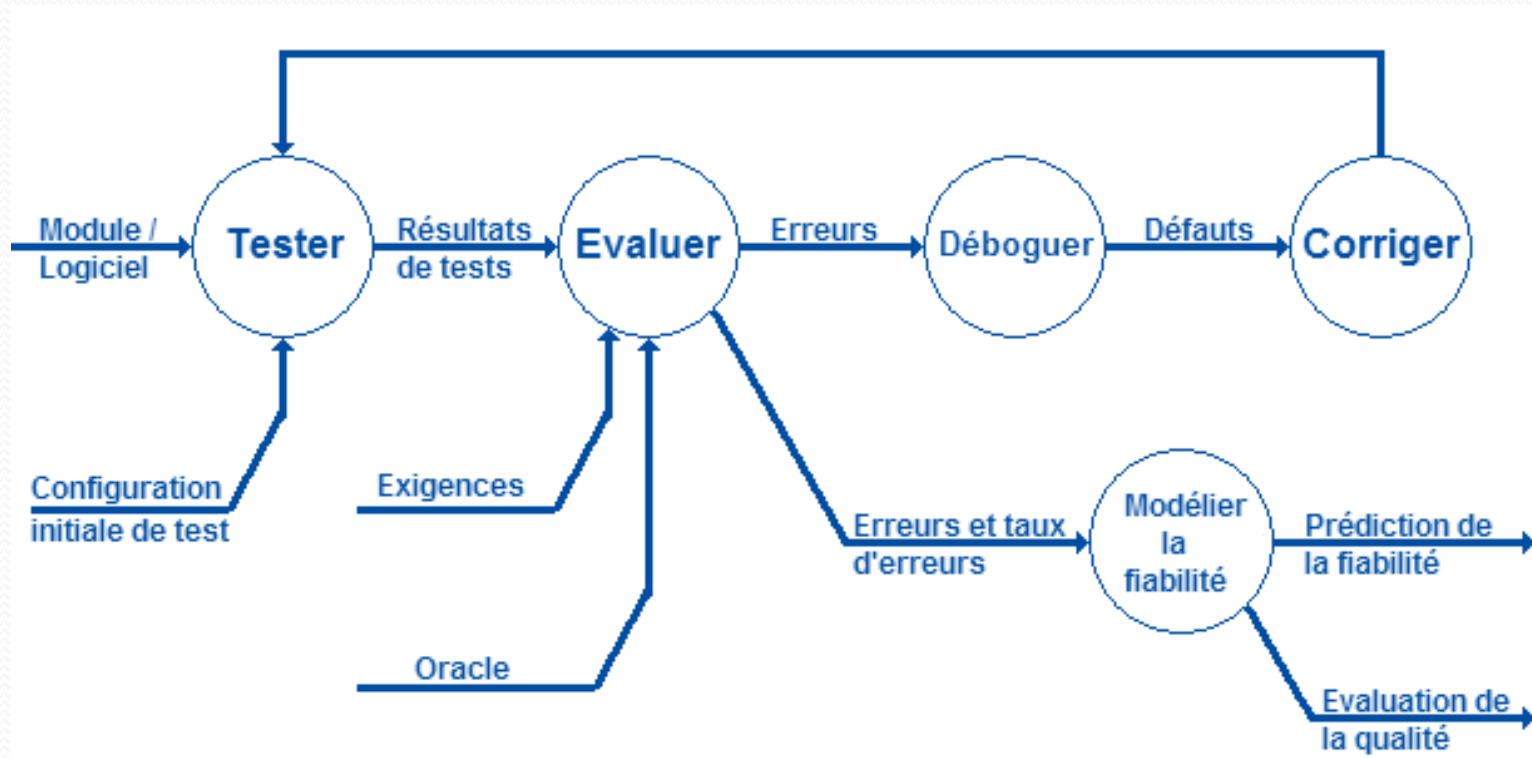 Module /
Logiciel
Tester
Résultats
de tests
Evaluer
Erreurs
Déboguer
Défauts
Corriger
Configuration
initiale de test
Exigences
Oracle
Erreurs et taux
d'erreurs
Modélier
la
fiabilité
Prédiction de
la fiabilité
Evaluation de
la qualité